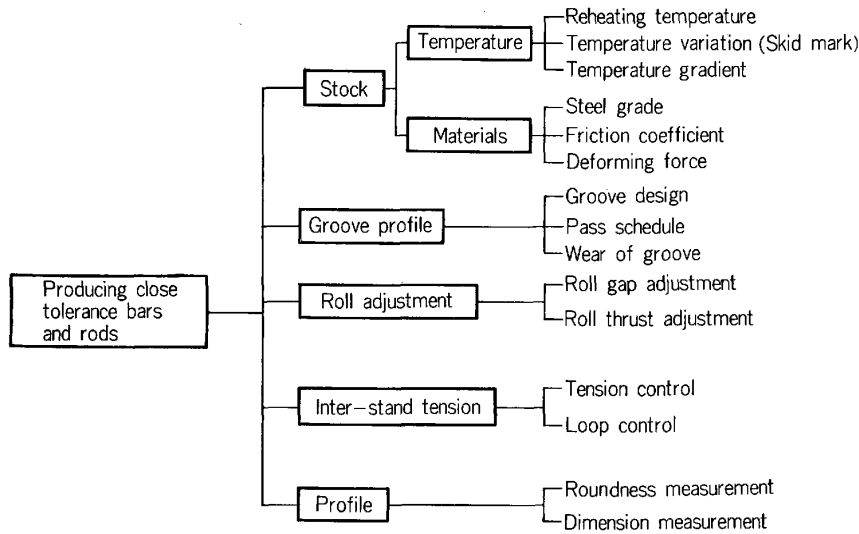 Producing close
tolerance bars
and rods
Stock
Temperature
Reheating temperature
Temperature variation (Skid mark)
Temperature gradient
Materials
Steel grade
Friction coefficient
Deforming force
Groove profile
Groove design
Pass schedule
Wear of groove
Roll adjustment
Roll gap adjustment
Roll thrust adjustment
Inter-stand tension
Tension control
Loop control
Profile
Roundness measurement
Dimension measurement